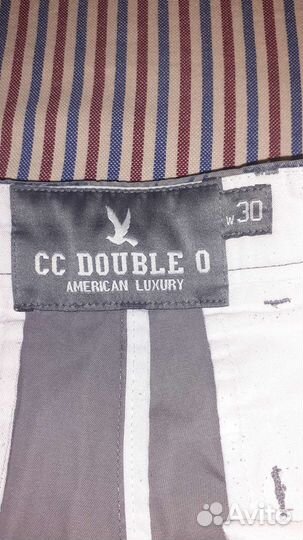 W30
CC DOUBLE O
AMERICAN LUXURY
Avito